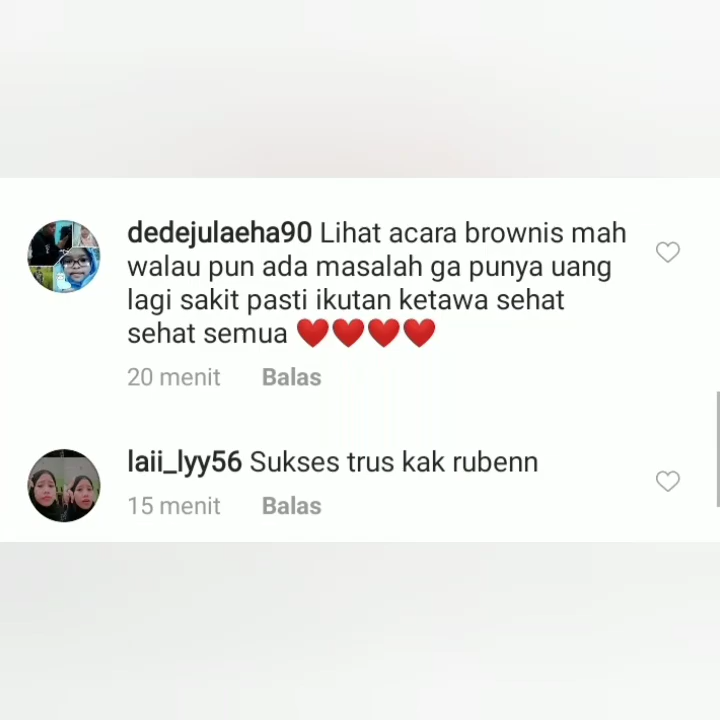 dedejulaeha90 Lihat acara brownis mah
walau pun ada masalah ga punya uang
lagi sakit pasti ikutan ketawa sehat
sehat semua ❤️❤️❤️❤️
20 menit Balas
laii_lyy56 Sukses trus kak rubenn
15 menit Balas